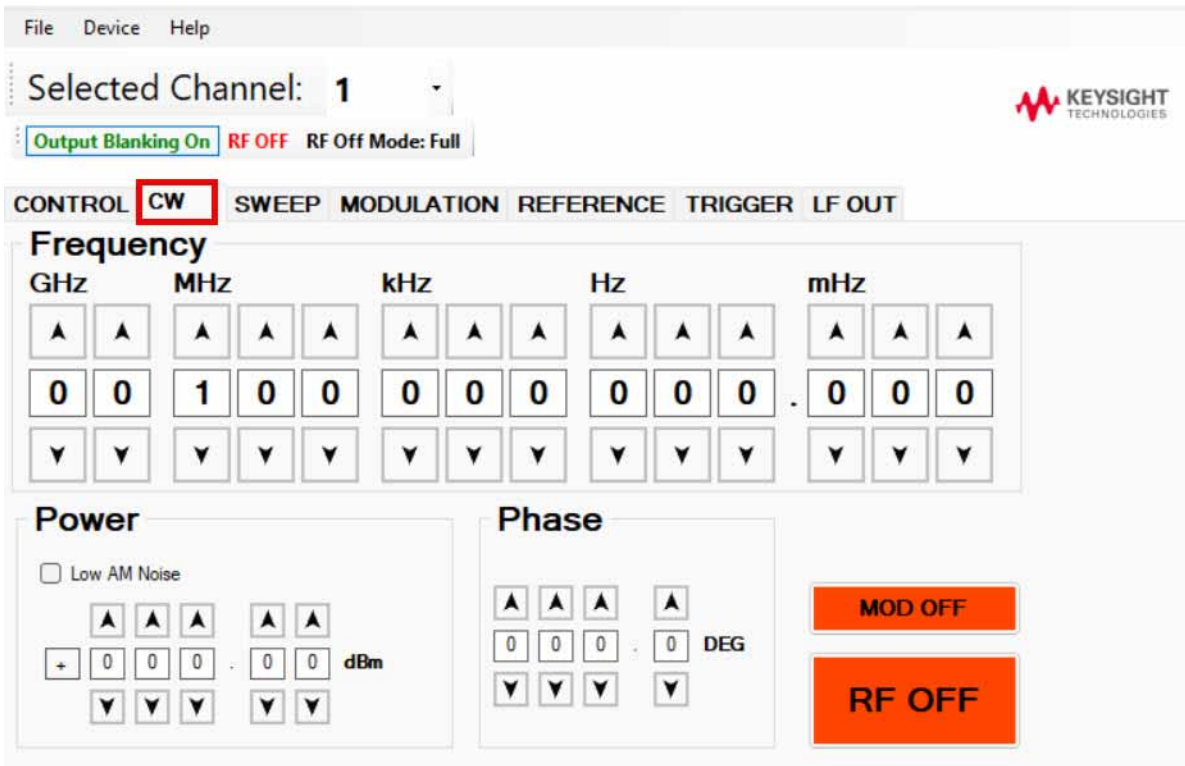 File Device Help
Selected Channel: 1
KEYSIGHT
TECHNOLOGIES
Output Blanking On RF OFF RF Off Mode: Full
CONTROL CW SWEEP MODULATION REFERENCE TRIGGER LF OUT
Frequency
GHz MHz kHz Hz mHz
0 0 1 0 0 0 0 0 0 0 0 . 0 0 0
Power
Low AM Noise
+ 0 0 0 . 0 0 dBm
Phase
0 0 0 . 0 DEG
MOD OFF
RF OFF